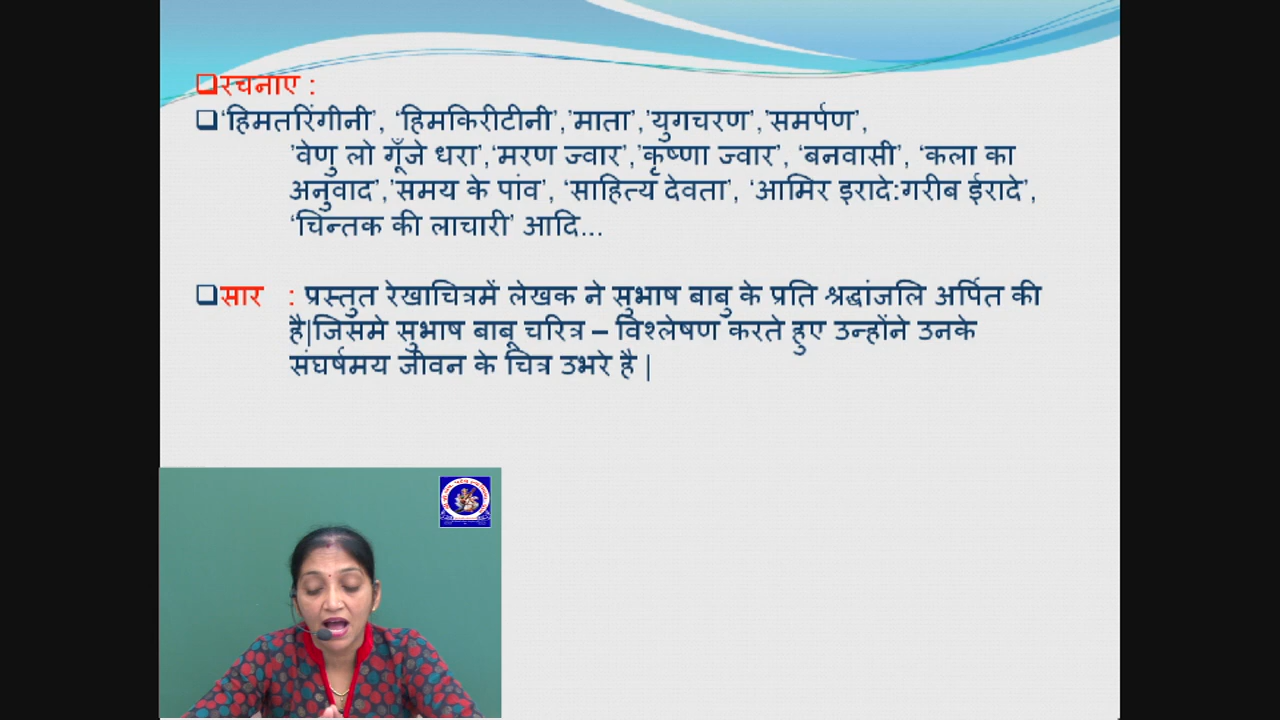 रचनाए :
‘हिमतरिंगीनी’, ‘हिमकिरीटीनी’,’माता’,’युगचरण’,’समर्पण’,
’वेणु लो गूँजे धरा’,‘मरण ज्वार’,’कृष्णा ज्वार’, ‘बनवासी’, ‘कला का
अनुवाद’,’समय के पांव’, ‘साहित्य देवता’, ‘आमिर इरादे:गरीब ईरादे’,
‘चिन्तक की लाचारी’ आदि...
सार : प्रस्तुत रेखाचित्रमें लेखक ने सुभाष बाबु के प्रति श्रद्धांजलि अर्पित की
है|जिसमे सुभाष बाबू चरित्र – विश्लेषण करते हुए उन्होंने उनके
संघर्षमय जीवन के चित्र उभरे है |